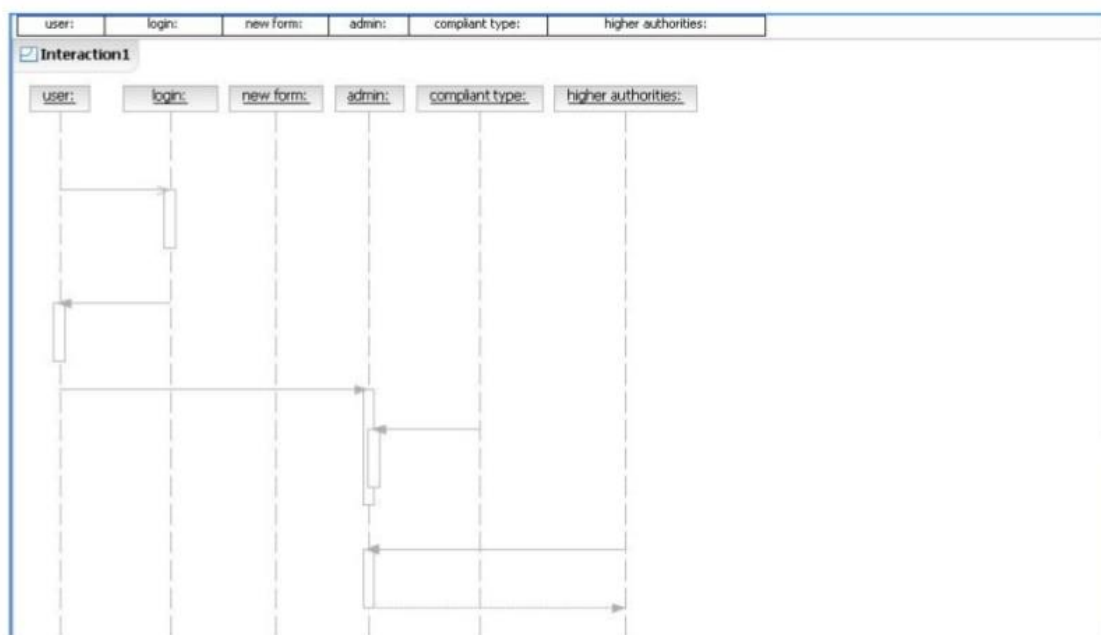 user: login: new form: admin: compliant type: higher authorities:
Interaction1
user: login: new form: admin: compliant type: higher authorities: